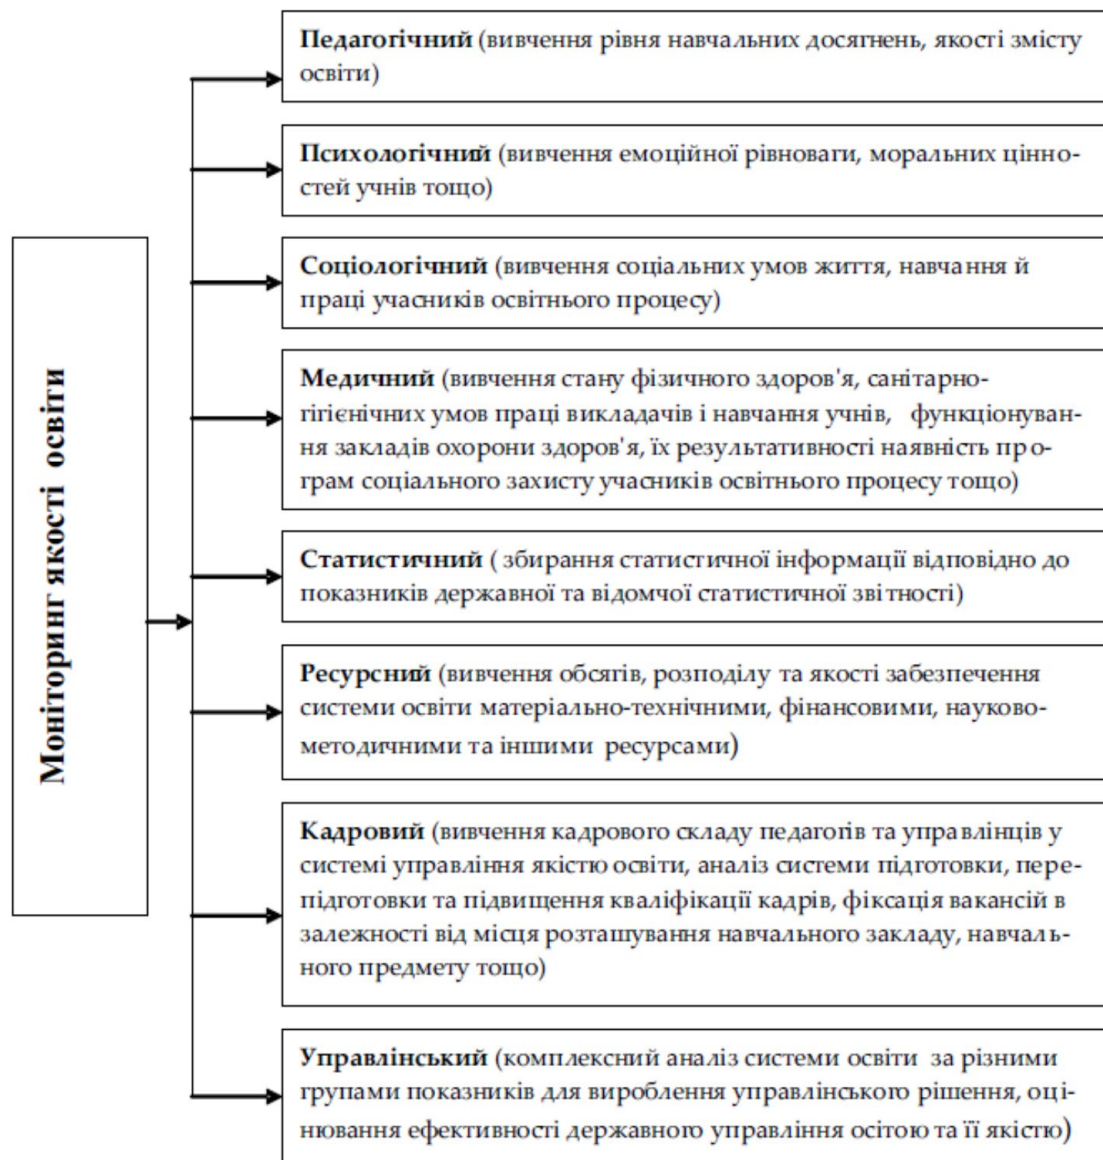 Моніторинг якості освіти
Педагогічний (вивчення рівня навчальних досягнень, якості змісту
освіти)
Психологічний (вивчення емоційної рівноваги, моральних цінно-
стей учнів тощо)
Соціологічний (вивчення соціальних умов життя, навчання й
праці учасників освітнього процесу)
Медичний (вивчення стану фізичного здоров'я, санітарно-
гігієнічних умов праці викладачів і навчання учнів, функціонуван-
ня закладів охорони здоров'я, їх результативності наявність про-
грам соціального захисту учасників освітнього процесу тощо)
Статистичний ( збирання статистичної інформації відповідно до
показників державної та відомчої статистичної звітності)
Ресурсний (вивчення обсягів, розподілу та якості забезпечення
системи освіти матеріально-технічними, фінансовими, науково-
методичними та іншими ресурсами)
Кадровий (вивчення кадрового складу педагогів та управлінців у
системі управління якістю освіти, аналіз системи підготовки, пере-
підготовки та підвищення кваліфікації кадрів, фіксація вакансій в
залежності від місця розташування навчального закладу, навчаль-
ного предмету тощо)
Управлінський (комплексний аналіз системи освіти за різними
групами показників для вироблення управлінського рішення, оці-
нювання ефективності державного управління осітою та її якістю)